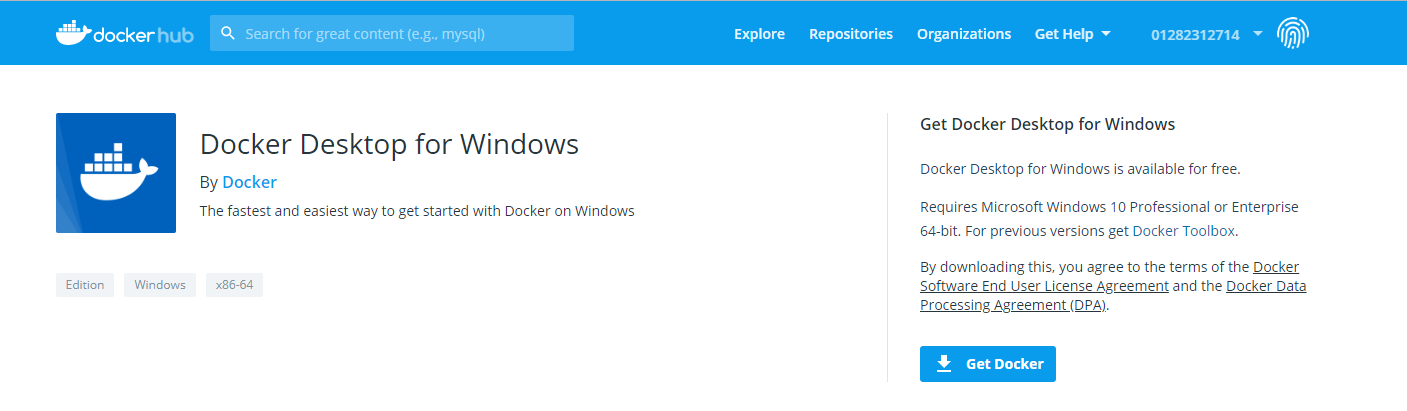 dockerhub
Search for great content (e.g., mysql)
Explore
Repositories
Organizations
Get Help
01282312714
Docker Desktop for Windows
By Docker
The fastest and easiest way to get started with Docker on Windows
Edition
Windows
x86-64
Get Docker Desktop for Windows
Docker Desktop for Windows is available for free.
Requires Microsoft Windows 10 Professional or Enterprise
64-bit. For previous versions get Docker Toolbox.
By downloading this, you agree to the terms of the Docker
Software End User License Agreement and the Docker Data
Processing Agreement (DPA).
Get Docker